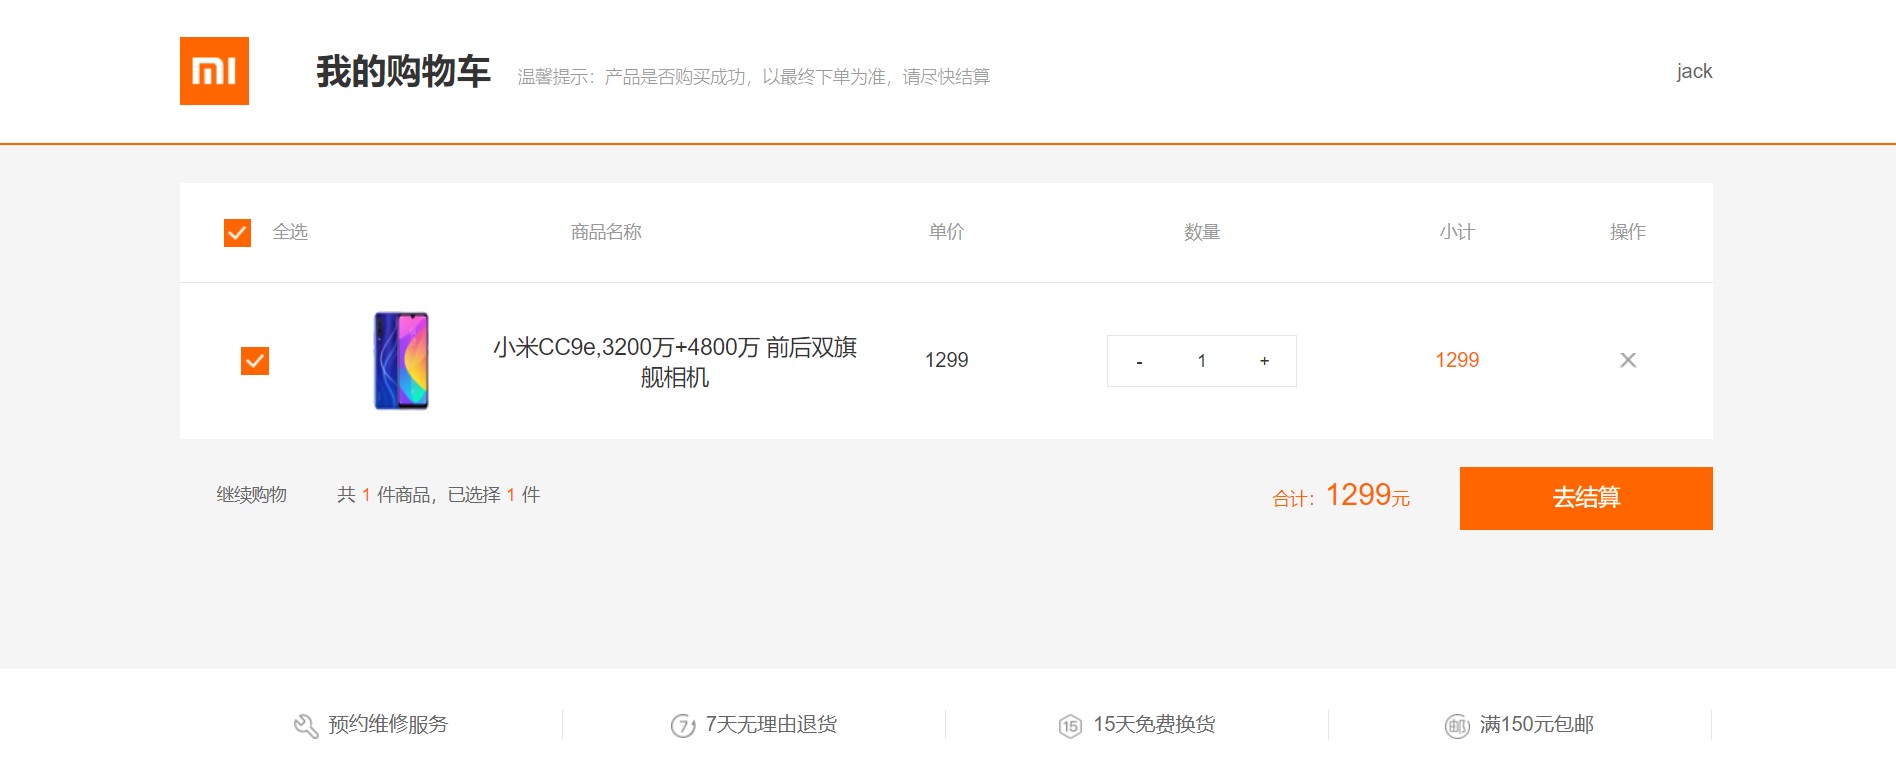 mi
我的购物车 温馨提示：产品是否购买成功，以最终下单为准，请尽快结算 jack
全选 商品名称 单价 数量 小计 操作
小米CC9e,3200万+4800万 前后双旗
舰相机
1299 - 1 + 1299
继续购物 共 1 件商品，已选择 1 件 合计：1299元 去结算
预约维修服务 7 7天无理由退货 15 15天免费换货 邮 满150元包邮